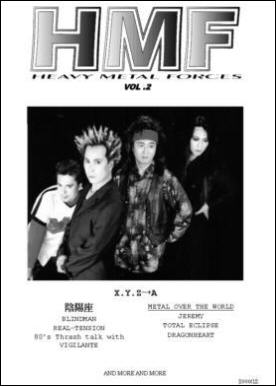 HMF
HEAVY METAL FORCES
VOL .2
X.Y.Z→A
陰陽座
BLINDMAN
REAL-TENSION
80's Thrash talk with
VIGILANTE
METAL OVER THE WORLD
JEREMY
TOTAL ECLIPSE
DRAGONHEART
AND MORE AND MORE